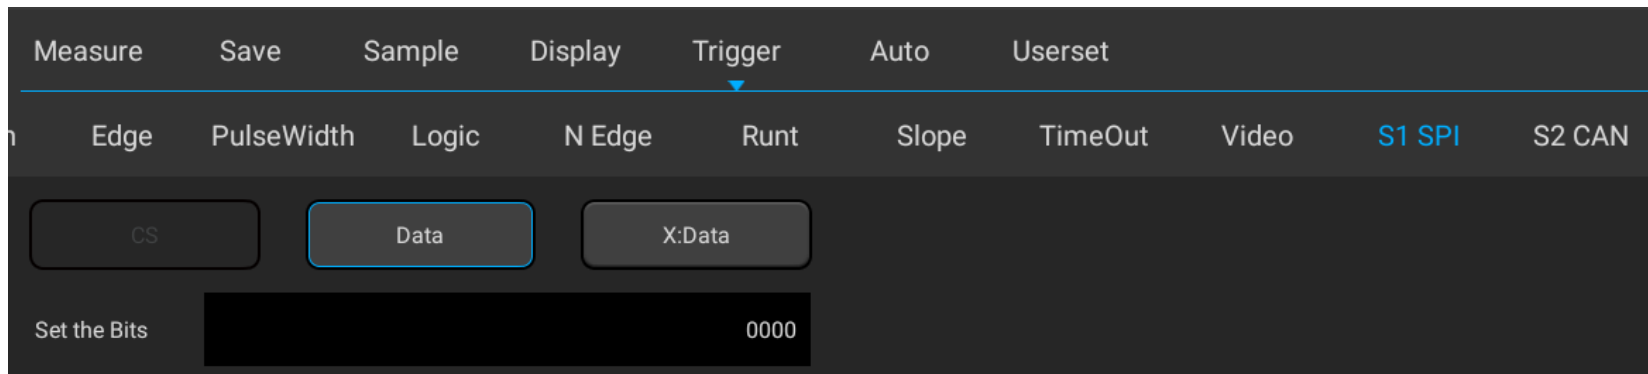 Measure Save Sample Display Trigger Auto Userset
Edge PulseWidth Logic N Edge Runt Slope TimeOut Video S1 SPI S2 CAN
CS Data X:Data
Set the Bits 0000